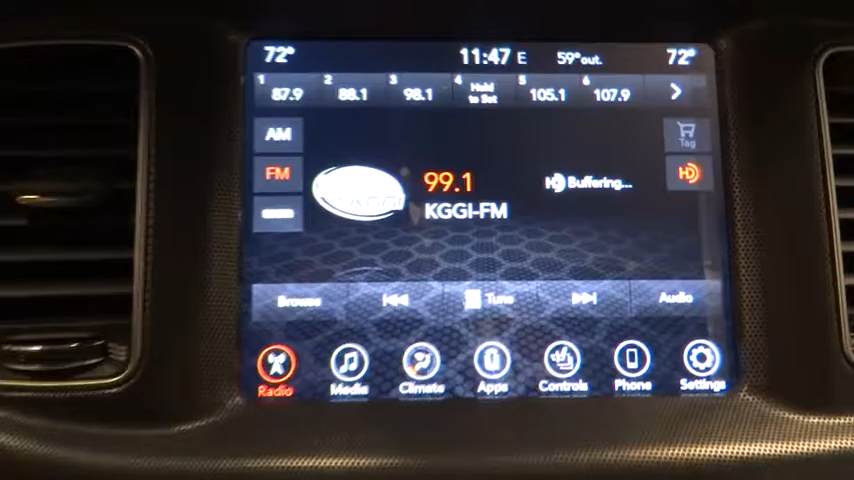 72° 11:47 E 59°out. 72°
1 87.9 2 88.1 3 98.1 4 Hold to Set 5 105.1 6 107.9
AM
Tag
FM
HD
99.1
HD Buffering...
KGGI-FM
Browse Tune Audio
Radio Media Climate Apps Controls Phone Settings